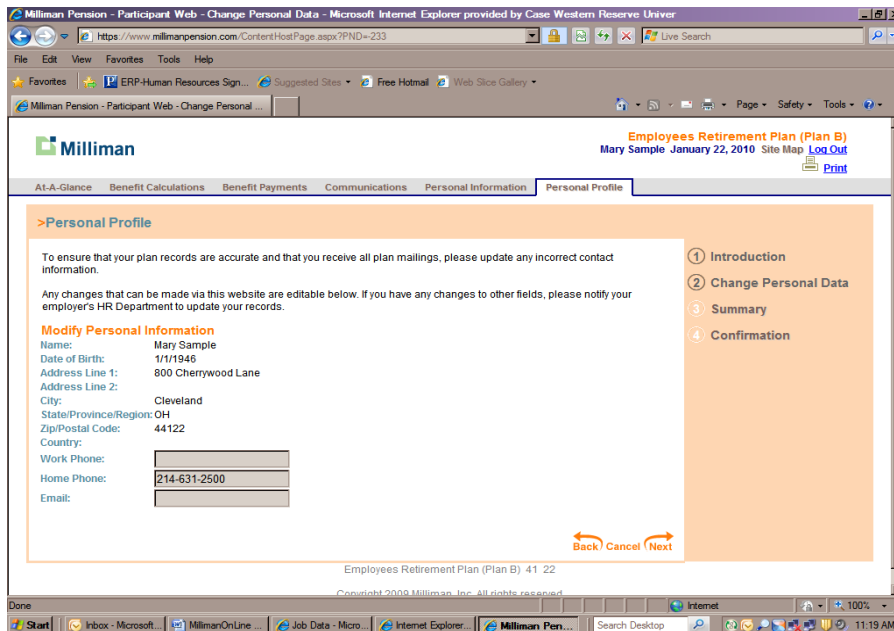 Milliman Pension - Participant Web - Change Personal Data - Microsoft Internet Explorer provided by Case Western Reserve Univer
https://www.millimanpension.com/ContentHostPage.aspx?PND=-233
Live Search
File Edit View Favorites Tools Help
Favorites ERP-Human Resources Sign... Suggested Sites Free Hotmail Web Slice Gallery
Milliman Pension - Participant Web - Change Personal ...
Page Safety Tools
Milliman
Employees Retirement Plan (Plan B)
Mary Sample January 22, 2010 Site Map Log Out
Print
At-A-Glance Benefit Calculations Benefit Payments Communications Personal Information Personal Profile
>Personal Profile
To ensure that your plan records are accurate and that you receive all plan mailings, please update any incorrect contact
information.
Any changes that can be made via this website are editable below. If you have any changes to other fields, please notify your
employer's HR Department to update your records.
Modify Personal Information
Name: Mary Sample
Date of Birth: 1/1/1946
Address Line 1: 800 Cherrywood Lane
Address Line 2:
City: Cleveland
State/Province/Region: OH
Zip/Postal Code: 44122
Country:
Work Phone:
Home Phone: 214-631-2500
Email:
Back Cancel Next
1 Introduction
2 Change Personal Data
3 Summary
4 Confirmation
Employees Retirement Plan (Plan B) 41 22
Copyright 2009 Milliman, Inc. All rights reserved
Done Internet 100%
Start Inbox - Microsoft... MillimanOnLine ... Job Data - Micro... Internet Explorer... Milliman Pen... Search Desktop 11:19 AM